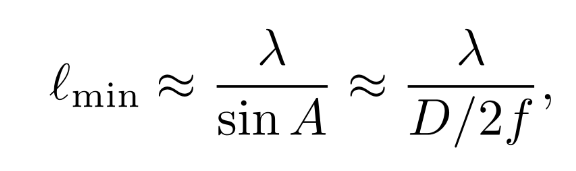 ℓ_min ≈ λ / sin A ≈ λ / D/2f,